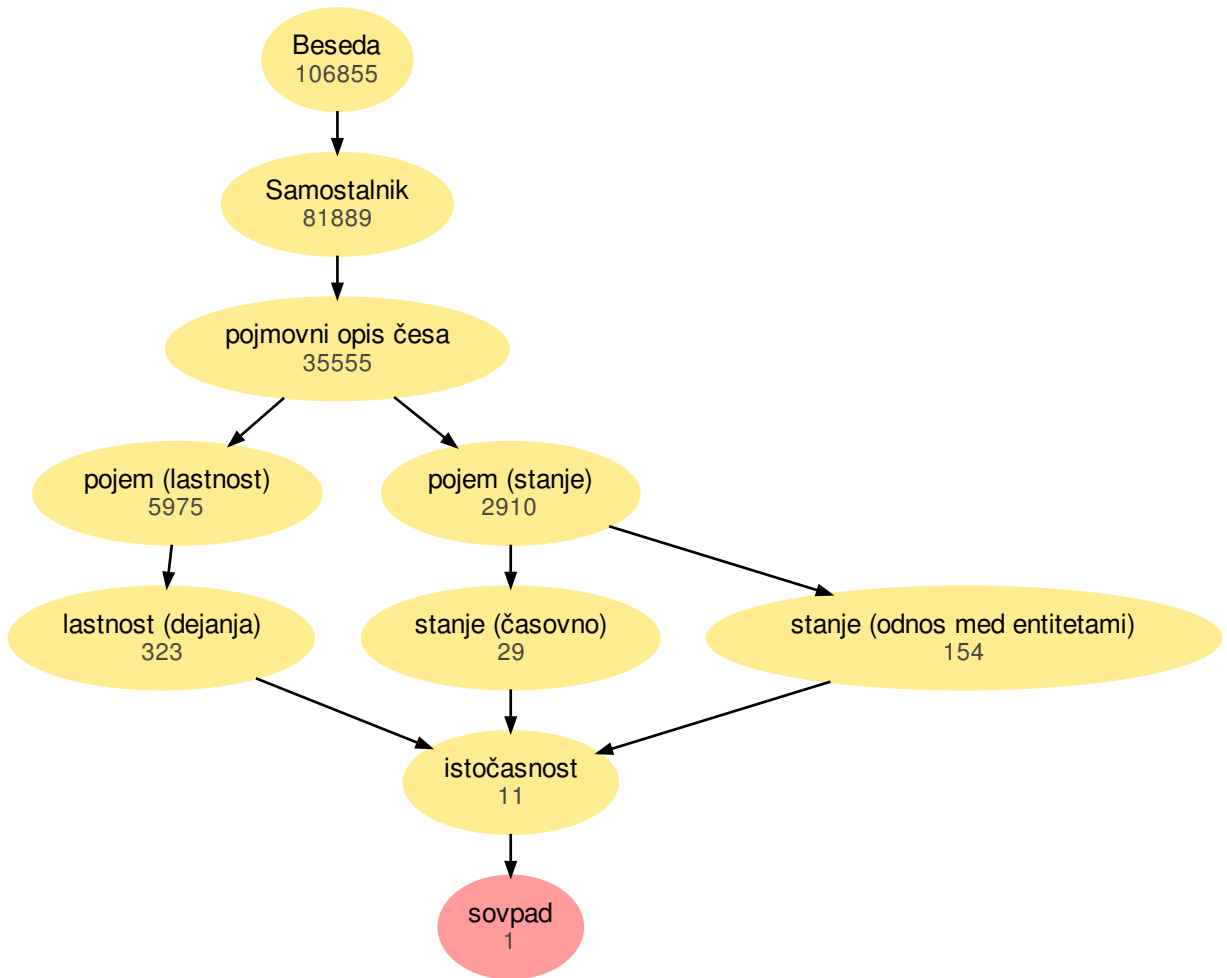 Beseda
106855
Samostalnik
81889
pojmovni opis česa
35555
pojem (lastnost)
5975
pojem (stanje)
2910
lastnost (dejanja)
323
stanje (časovno)
29
stanje (odnos med entitetami)
154
istočasnost
11
sovpad
1